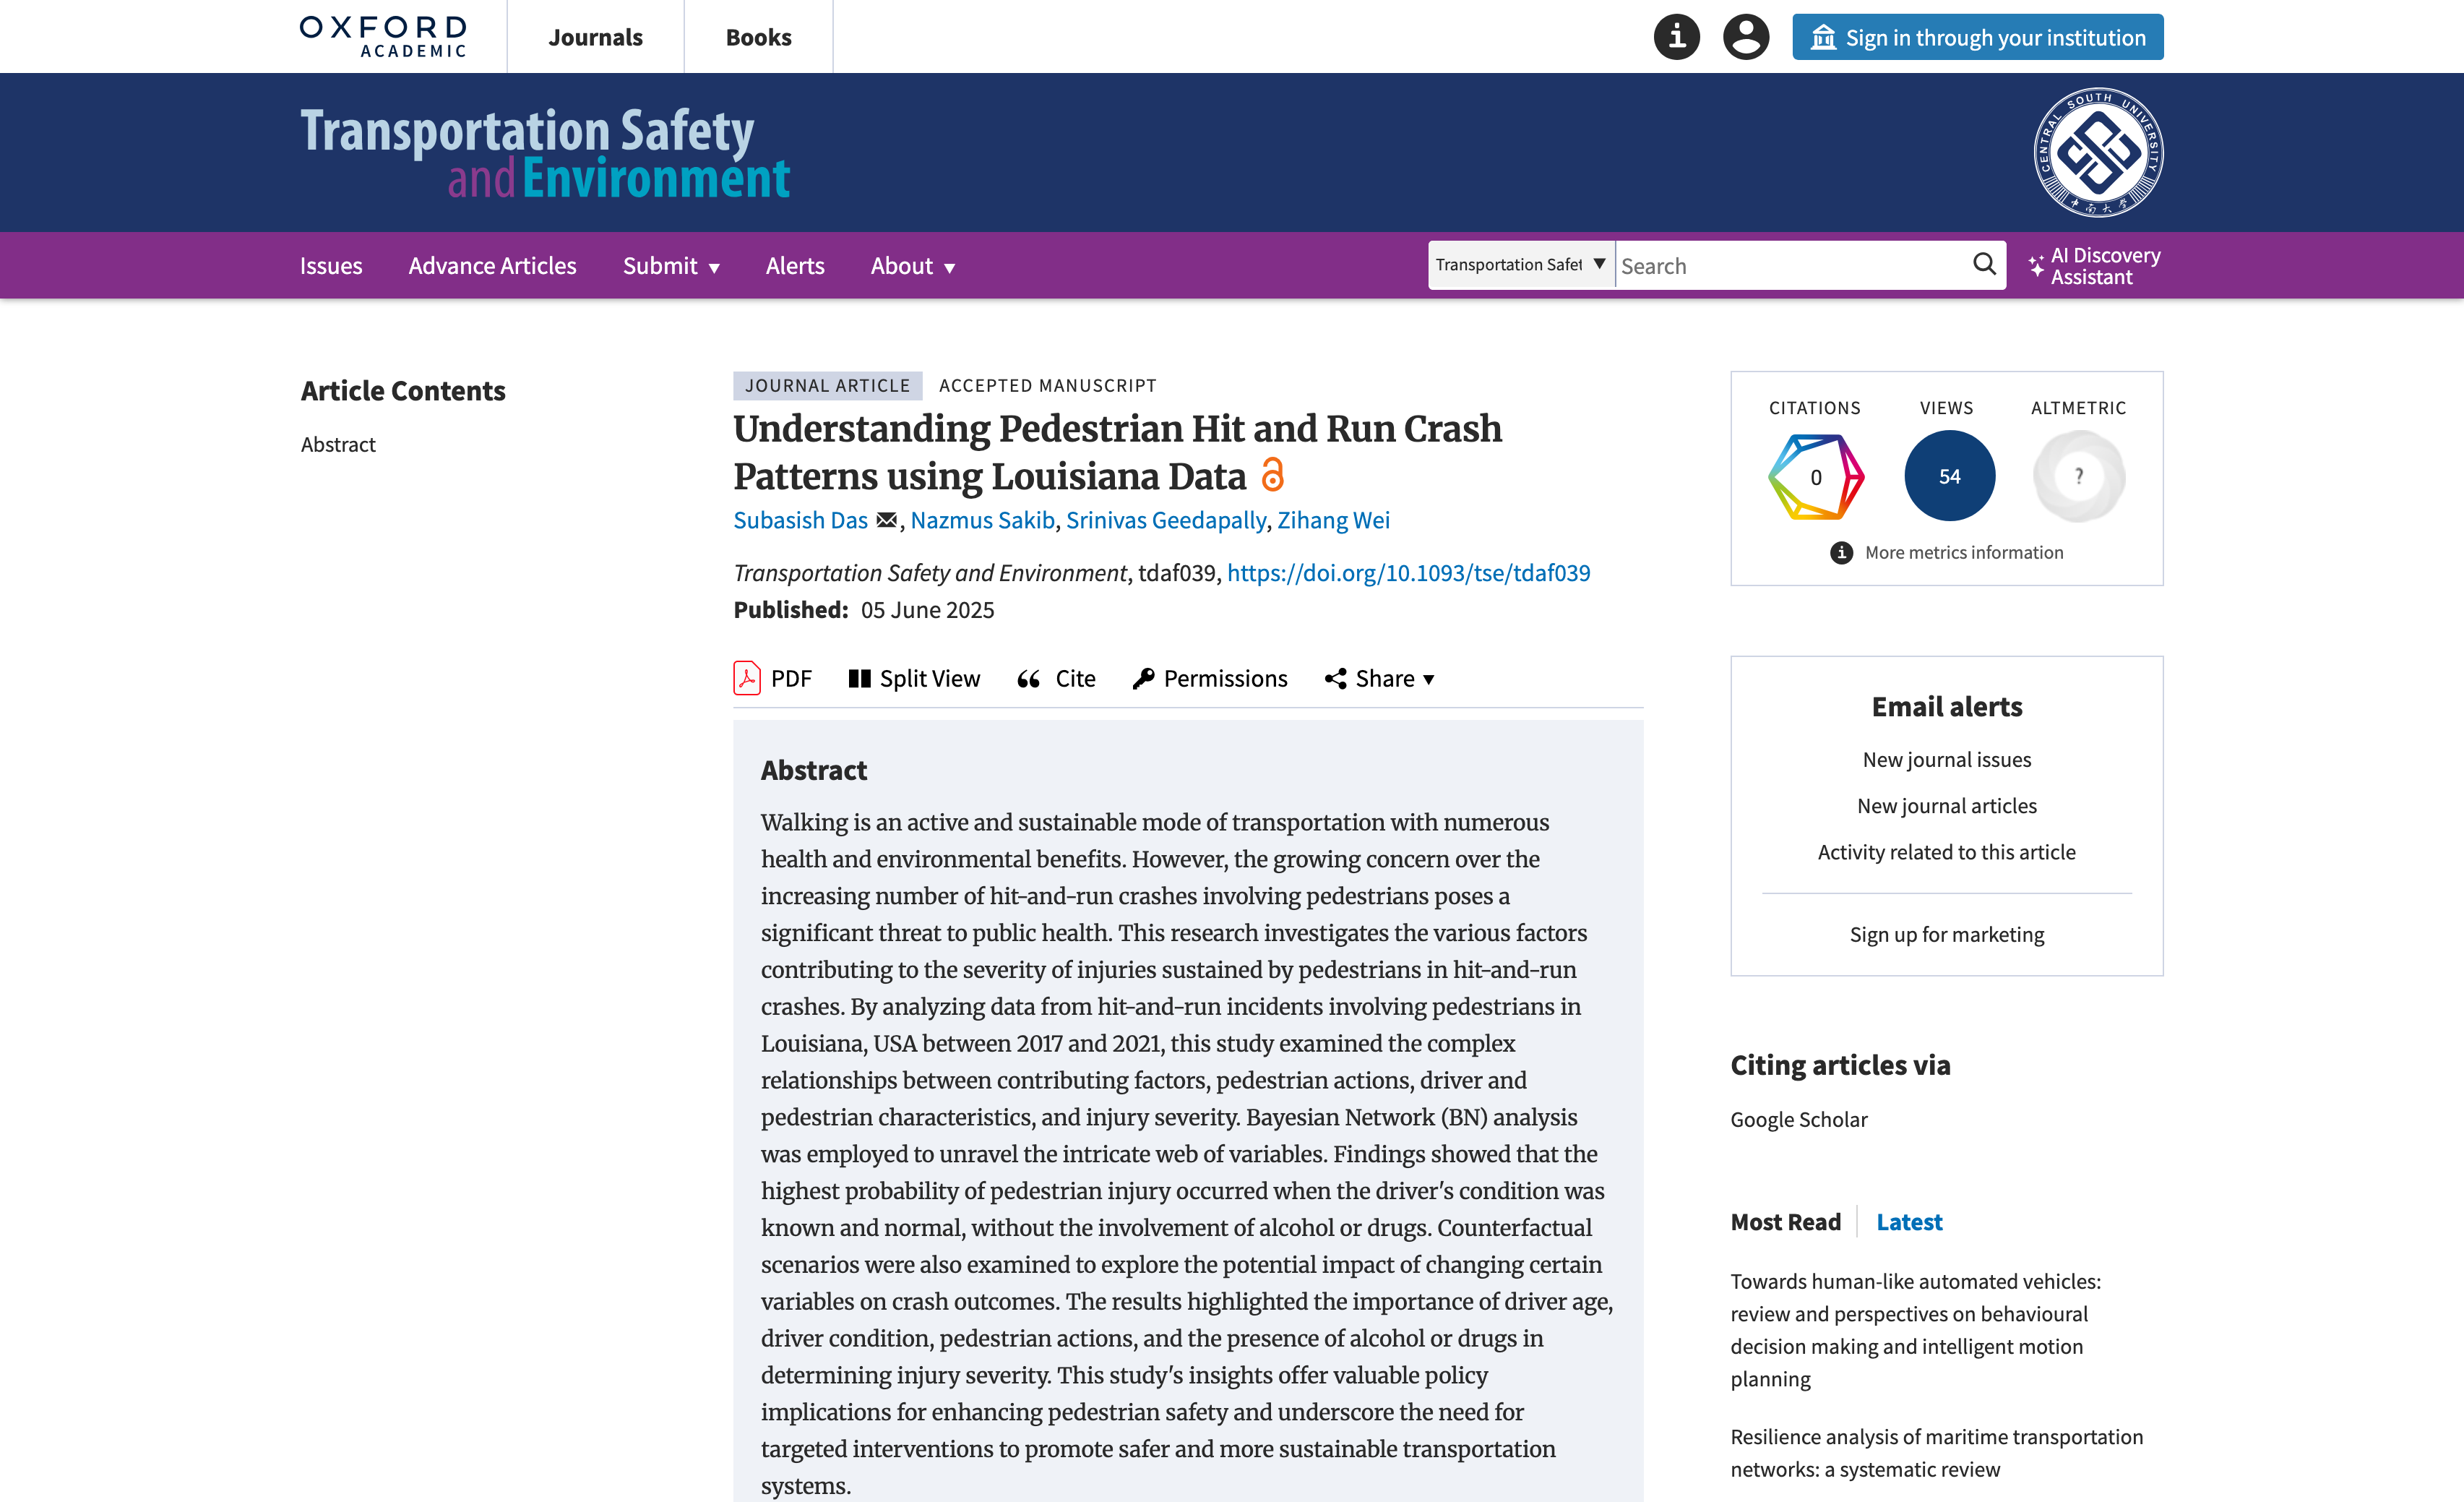 OXFORD
ACADEMIC
Journals
Books
Sign in through your institution
Transportation Safety
and Environment
CENTRAL SOUTH UNIVERSITY
中南大学
Issues
Advance Articles
Submit
Alerts
About
Transportation Safet
Search
AI Discovery
Assistant
Article Contents
Abstract
JOURNAL ARTICLE ACCEPTED MANUSCRIPT
Understanding Pedestrian Hit and Run Crash
Patterns using Louisiana Data
Subasish Das, Nazmus Sakib, Srinivas Geedapally, Zihang Wei
Transportation Safety and Environment, tdaf039, https://doi.org/10.1093/tse/tdaf039
Published: 05 June 2025
PDF
Split View
Cite
Permissions
Share
Abstract
Walking is an active and sustainable mode of transportation with numerous
health and environmental benefits. However, the growing concern over the
increasing number of hit-and-run crashes involving pedestrians poses a
significant threat to public health. This research investigates the various factors
contributing to the severity of injuries sustained by pedestrians in hit-and-run
crashes. By analyzing data from hit-and-run incidents involving pedestrians in
Louisiana, USA between 2017 and 2021, this study examined the complex
relationships between contributing factors, pedestrian actions, driver and
pedestrian characteristics, and injury severity. Bayesian Network (BN) analysis
was employed to unravel the intricate web of variables. Findings showed that the
highest probability of pedestrian injury occurred when the driver's condition was
known and normal, without the involvement of alcohol or drugs. Counterfactual
scenarios were also examined to explore the potential impact of changing certain
variables on crash outcomes. The results highlighted the importance of driver age,
driver condition, pedestrian actions, and the presence of alcohol or drugs in
determining injury severity. This study's insights offer valuable policy
implications for enhancing pedestrian safety and underscore the need for
targeted interventions to promote safer and more sustainable transportation
systems.
CITATIONS
VIEWS
ALTMETRIC
0
54
?
More metrics information
Email alerts
New journal issues
New journal articles
Activity related to this article
Sign up for marketing
Citing articles via
Google Scholar
Most Read
Latest
Towards human-like automated vehicles:
review and perspectives on behavioural
decision making and intelligent motion
planning
Resilience analysis of maritime transportation
networks: a systematic review